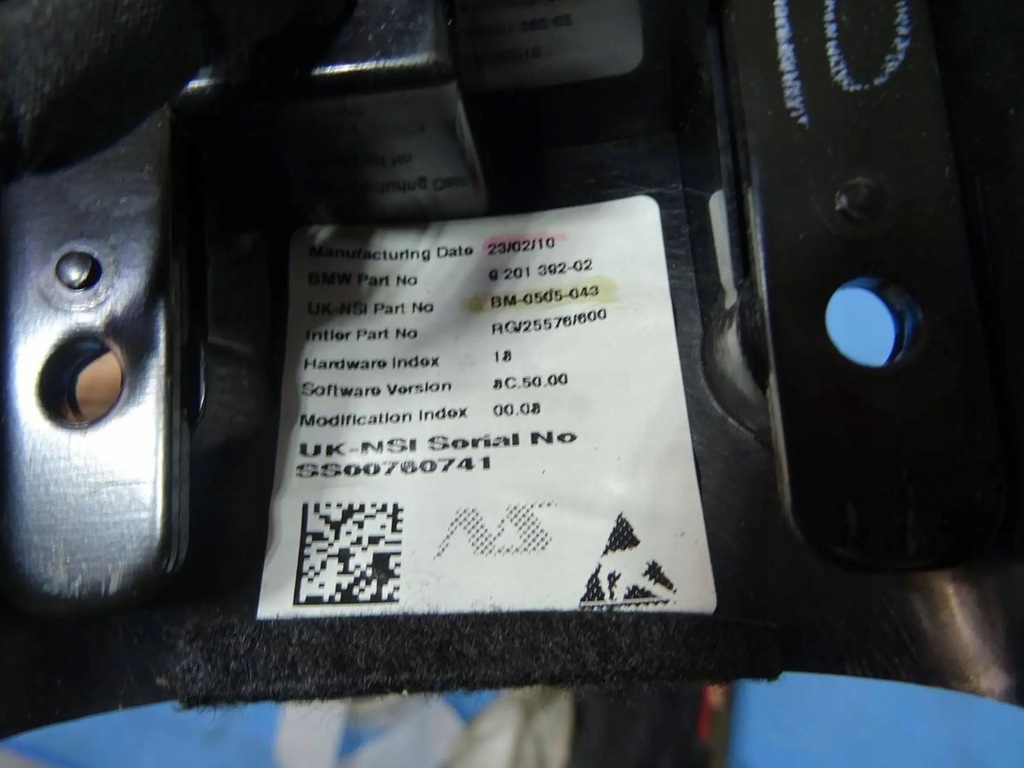 Manufacturing Date 23/02/10
BMW Part No 9 201 392-02
UK-NSI Part No BM-0505-043
Intier Part No RG/25576/600
Hardware Index 18
Software Version 8C.50.00
Modification Index 00.08
UK-NSI Serial No
SS00760741
NS